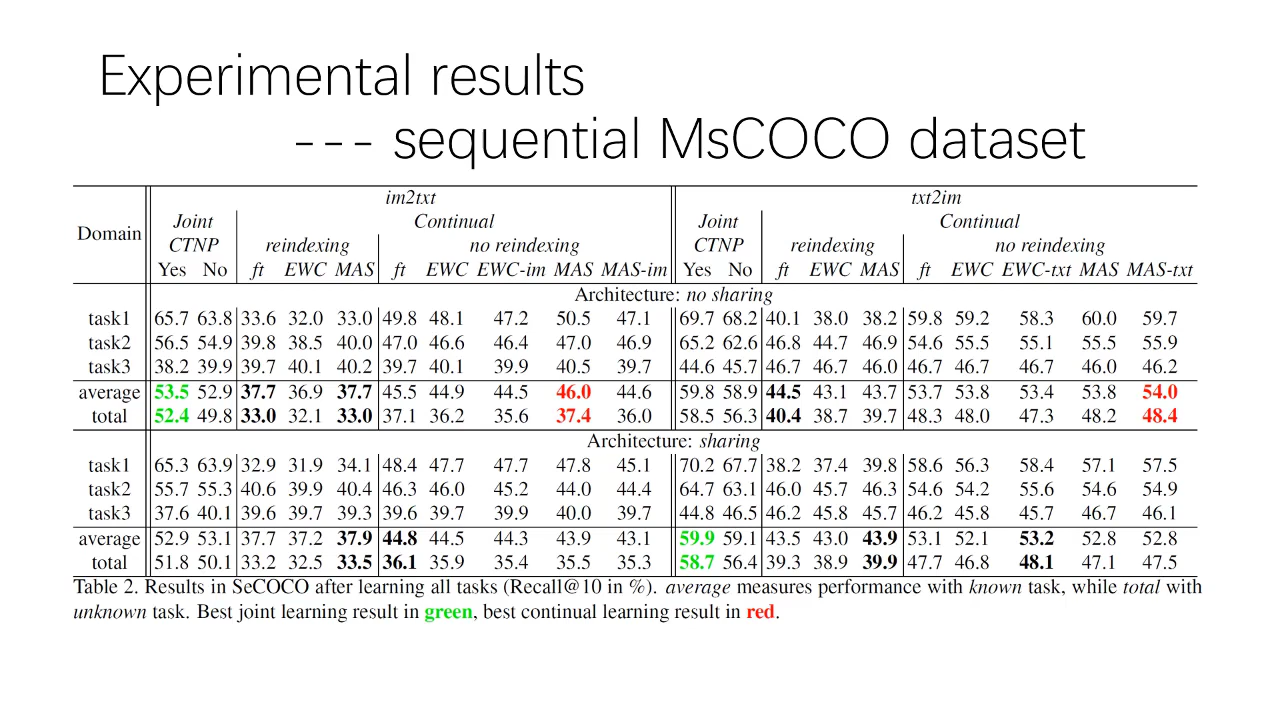 Experimental results
--- sequential MsCOCO dataset
im2txt txt2im
Joint Continual Joint Continual
Domain CTNP reindexing no reindexing CTNP reindexing no reindexing
Yes No ft EWC MAS ft EWC EWC-im MAS MAS-im Yes No ft EWC MAS ft EWC EWC-txt MAS MAS-txt
Architecture: no sharing
task1 65.7 63.8 33.6 32.0 33.0 49.8 48.1 47.2 50.5 47.1 69.7 68.2 40.1 38.0 38.2 59.8 59.2 58.3 60.0 59.7
task2 56.5 54.9 39.8 38.5 40.0 47.0 46.6 46.4 47.0 46.9 65.2 62.6 46.8 44.7 46.9 54.6 55.5 55.1 55.5 55.9
task3 38.2 39.9 39.7 40.1 40.2 39.7 40.1 39.9 40.5 39.7 44.6 45.7 46.7 46.7 46.0 46.7 46.7 46.7 46.0 46.2
average 53.5 52.9 37.7 36.9 37.7 45.5 44.9 44.5 46.0 44.6 59.8 58.9 44.5 43.1 43.7 53.7 53.8 53.4 53.8 54.0
total 52.4 49.8 33.0 32.1 33.0 37.1 36.2 35.6 37.4 36.0 58.5 56.3 40.4 38.7 39.7 48.3 48.0 47.3 48.2 48.4
Architecture: sharing
task1 65.3 63.9 32.9 31.9 34.1 48.4 47.7 47.7 47.8 45.1 70.2 67.7 38.2 37.4 39.8 58.6 56.3 58.4 57.1 57.5
task2 55.7 55.3 40.6 39.9 40.4 46.3 46.0 45.2 44.0 44.4 64.7 63.1 46.0 45.7 46.3 54.6 54.2 55.6 54.6 54.9
task3 37.6 40.1 39.6 39.7 39.3 39.6 39.7 39.9 40.0 39.7 44.8 46.5 46.2 45.8 45.7 46.2 45.8 45.7 46.7 46.1
average 52.9 53.1 37.7 37.2 37.9 44.8 44.5 44.3 43.9 43.1 59.9 59.1 43.5 43.0 43.9 53.1 52.1 53.2 52.8 52.8
total 51.8 50.1 33.2 32.5 33.5 36.1 35.9 35.4 35.5 35.3 58.7 56.4 39.3 38.9 39.9 47.7 46.8 48.1 47.1 47.5
Table 2. Results in SeCOCO after learning all tasks (Recall@10 in %). average measures performance with known task, while total with
unknown task. Best joint learning result in green, best continual learning result in red.